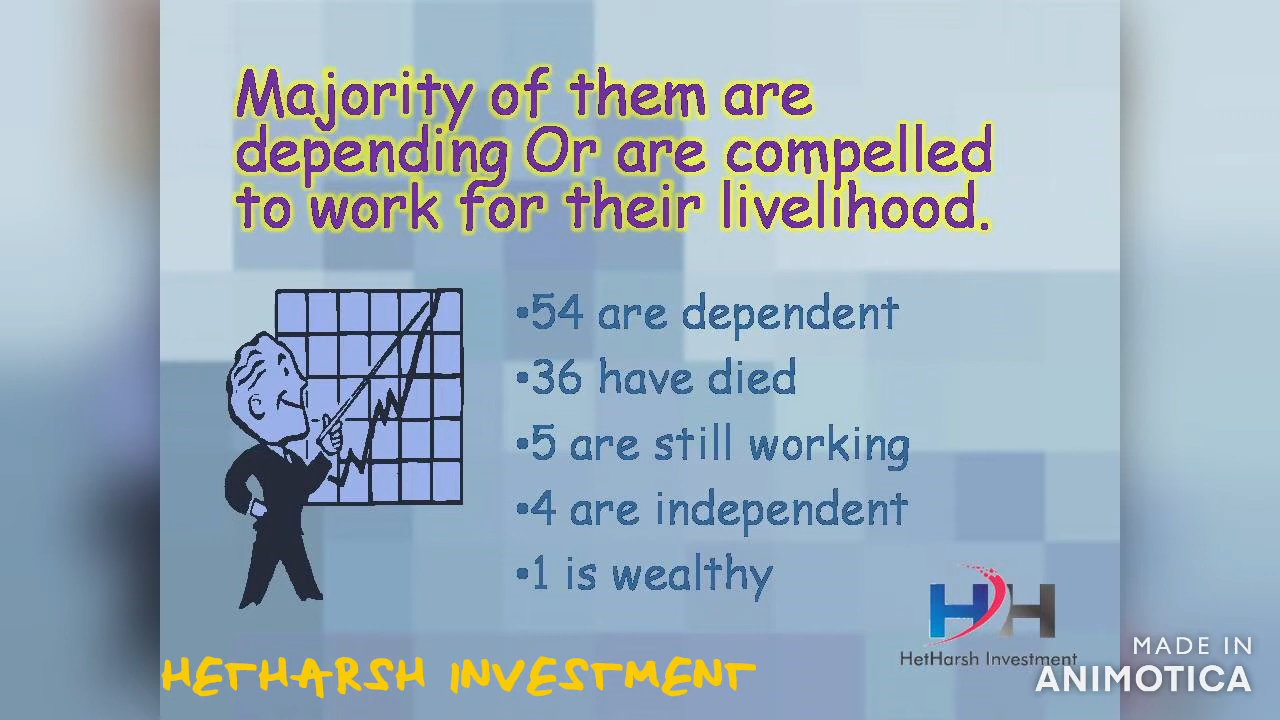 Majority of them are
depending Or are compelled
to work for their livelihood.
•54 are dependent
•36 have died
•5 are still working
•4 are independent
•1 is wealthy
HH
HetHarsh Investment
HETHARSH INVESTMENT
MADE IN
ANIMOTICA